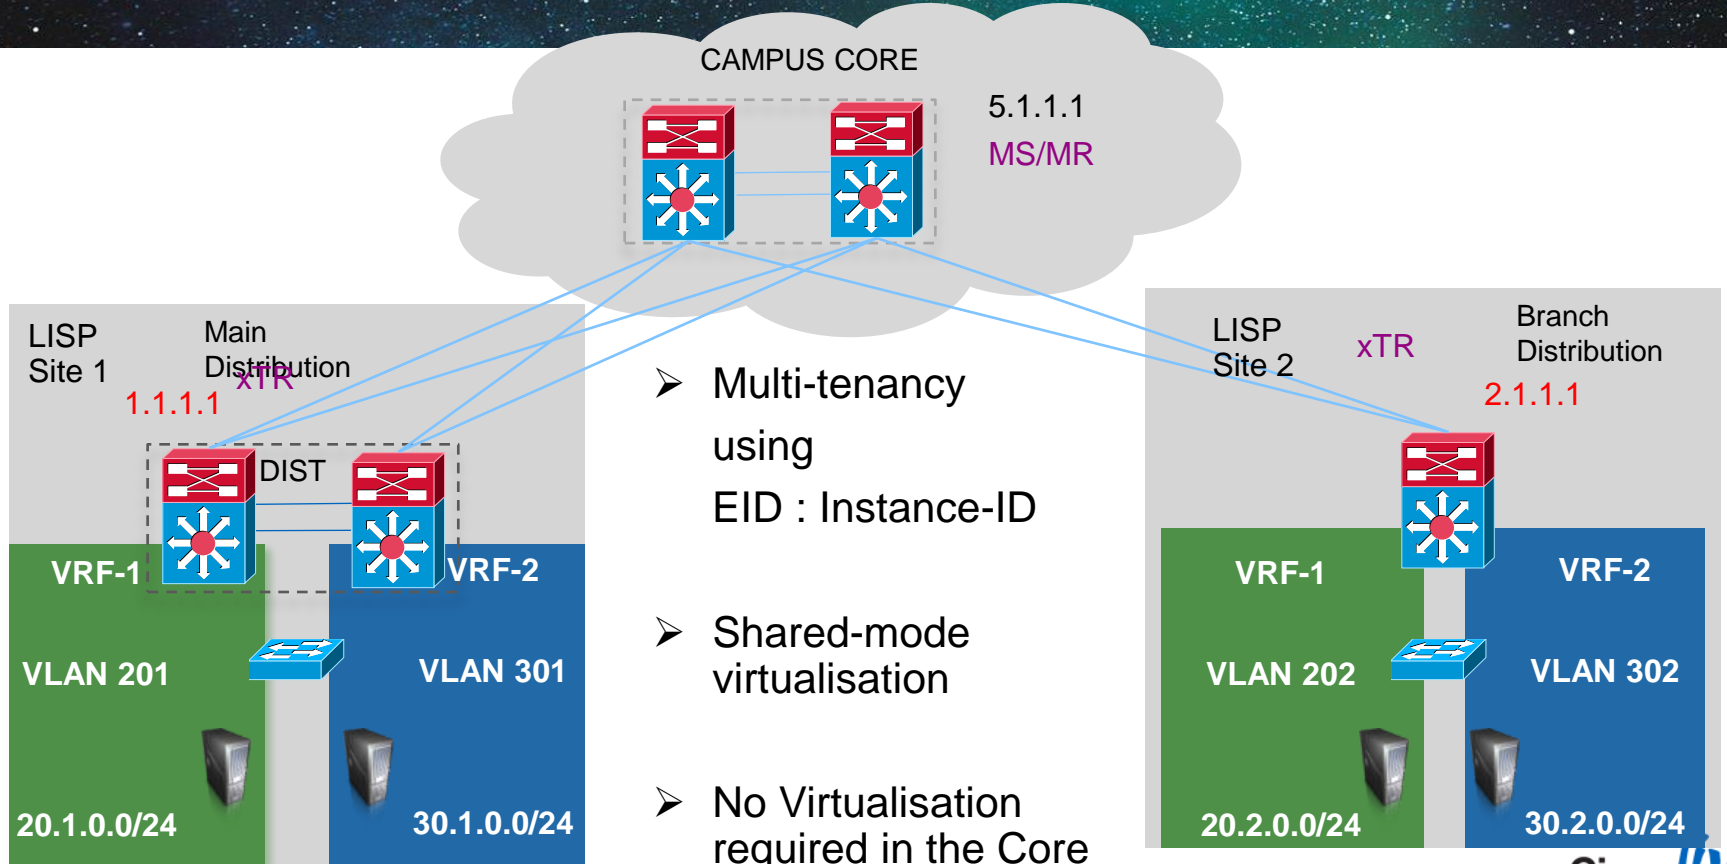 CAMPUS CORE
5.1.1.1
MS/MR
LISP
Site 1
Main
Distribution
xTR
1.1.1.1
DIST
VRF-1
VRF-2
VLAN 201
VLAN 301
20.1.0.0/24
30.1.0.0/24
➢ Multi-tenancy
using
EID : Instance-ID
➢ Shared-mode
virtualisation
➢ No Virtualisation
required in the Core
LISP
Site 2
xTR
Branch
Distribution
2.1.1.1
VRF-1
VRF-2
VLAN 202
VLAN 302
20.2.0.0/24
30.2.0.0/24